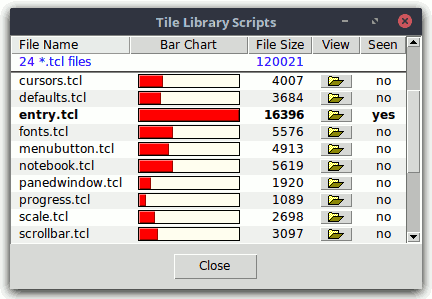 Tile Library Scripts
File Name Bar Chart File Size View Seen
24 *.tcl files 120021
cursors.tcl 4007 no
defaults.tcl 3684 no
entry.tcl 16396 yes
fonts.tcl 5576 no
menubutton.tcl 4913 no
notebook.tcl 5619 no
panedwindow.tcl 1920 no
progress.tcl 1089 no
scale.tcl 2698 no
scrollbar.tcl 3097 no
Close